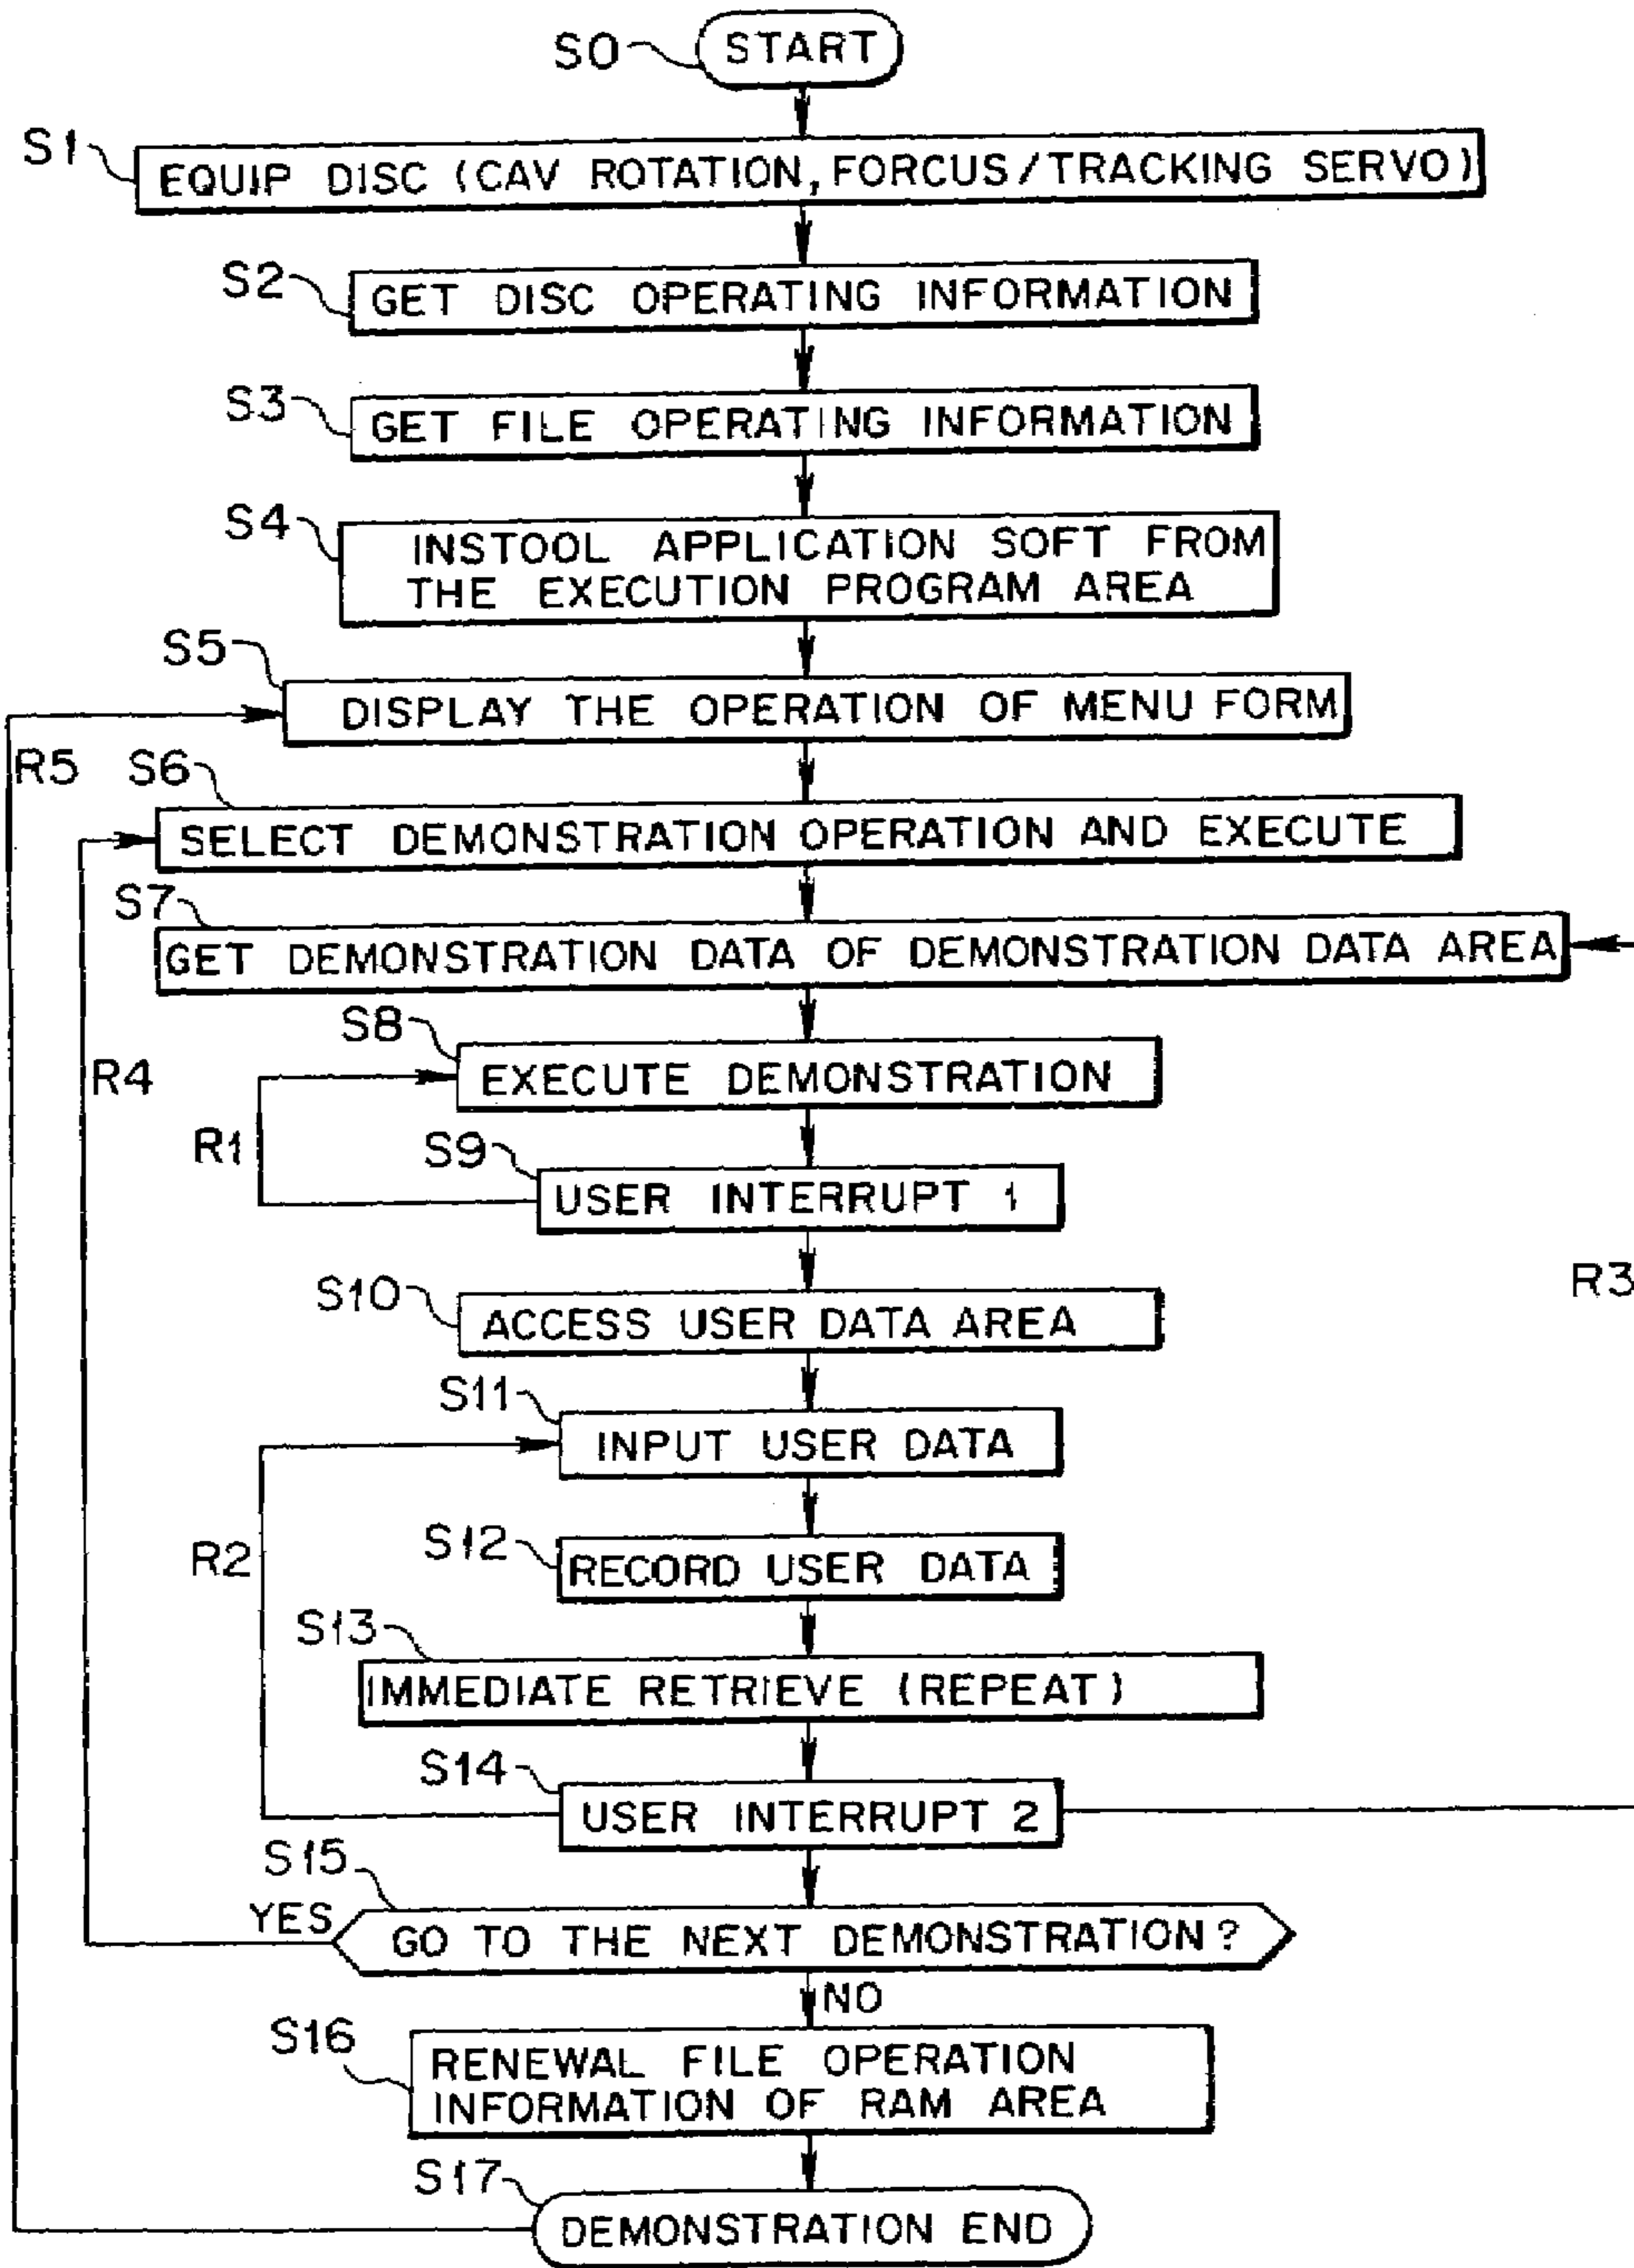 S0 START
S1 EQUIP DISC (CAV ROTATION, FORCUS/TRACKING SERVO)
S2 GET DISC OPERATING INFORMATION
S3 GET FILE OPERATING INFORMATION
S4 INSTOOL APPLICATION SOFT FROM
THE EXECUTION PROGRAM AREA
S5 DISPLAY THE OPERATION OF MENU FORM
R5
S6 SELECT DEMONSTRATION OPERATION AND EXECUTE
S7 GET DEMONSTRATION DATA OF DEMONSTRATION DATA AREA
R4
S8 EXECUTE DEMONSTRATION
R1
S9 USER INTERRUPT 1
R3
S10 ACCESS USER DATA AREA
S11 INPUT USER DATA
R2
S12 RECORD USER DATA
S13 IMMEDIATE RETRIEVE (REPEAT)
S14 USER INTERRUPT 2
S15 GO TO THE NEXT DEMONSTRATION?
YES
NO
S16 RENEWAL FILE OPERATION
INFORMATION OF RAM AREA
S17 DEMONSTRATION END